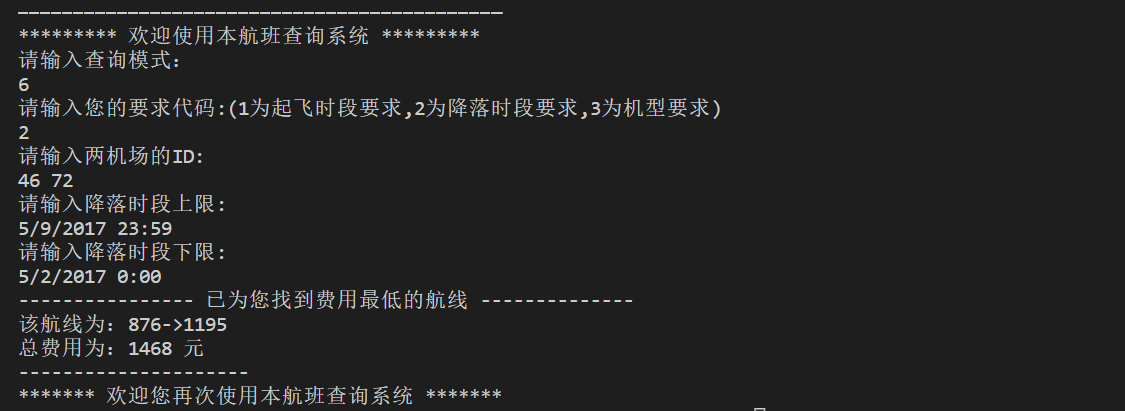 ____________________________________________
********* 欢迎使用本航班查询系统 *********
请输入查询模式：
6
请输入您的要求代码:(1为起飞时段要求,2为降落时段要求,3为机型要求)
2
请输入两机场的ID:
46 72
请输入降落时段上限:
5/9/2017 23:59
请输入降落时段下限:
5/2/2017 0:00
---------------- 已为您找到费用最低的航线 --------------
该航线为：876->1195
总费用为：1468 元
---------------------
******* 欢迎您再次使用本航班查询系统 *******